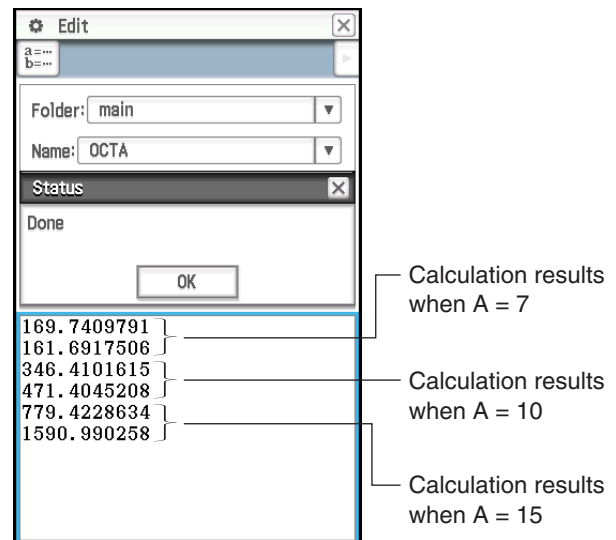 Edit
a=...
b=...
Folder: main
Name: OCTA
Status
Done
OK
169.7409791
161.6917506
346.4101615
471.4045208
779.4228634
1590.990258
Calculation results
when A = 7
Calculation results
when A = 10
Calculation results
when A = 15